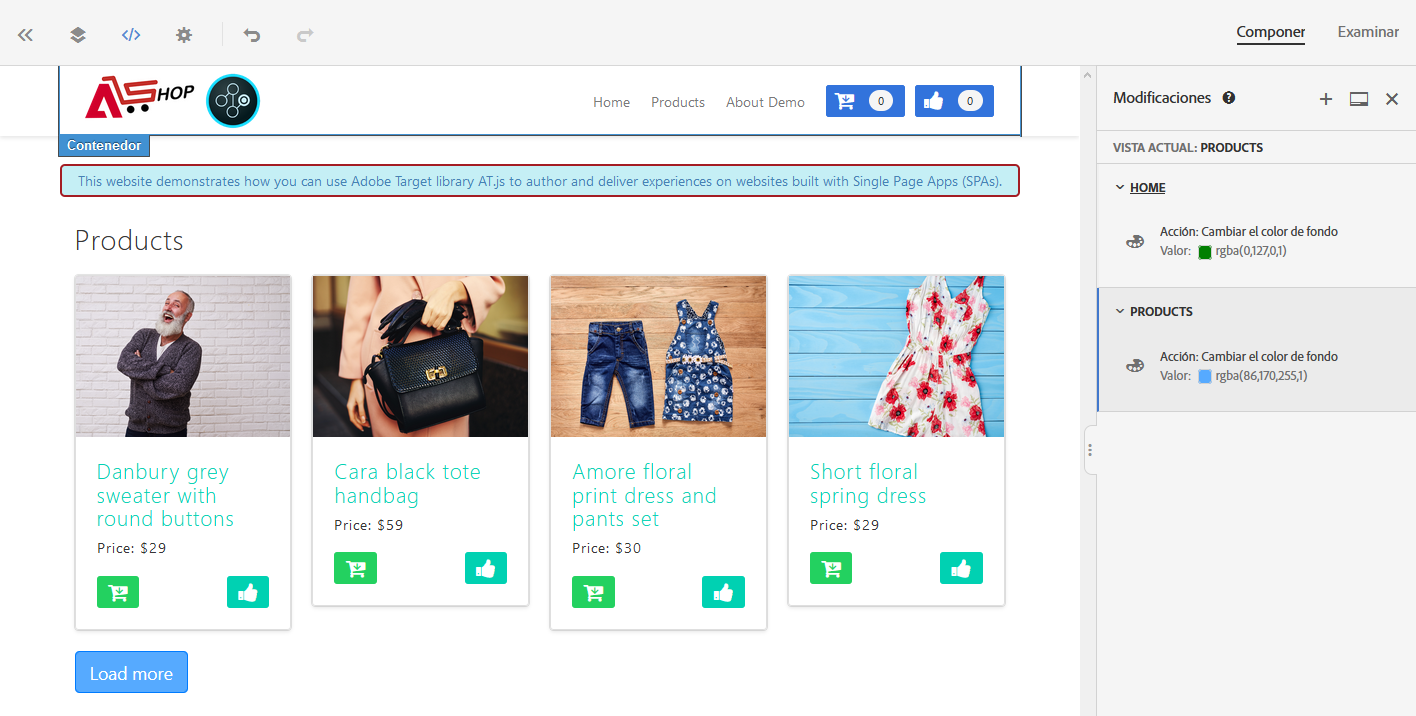 Componer
Examinar
ASHOP
Home
Products
About Demo
0
0
Contenedor
This website demonstrates how you can use Adobe Target library AT.js to author and deliver experiences on websites built with Single Page Apps (SPAs).
Products
Danbury grey
sweater with
round buttons
Price: $29
Cara black tote
handbag
Price: $59
Amore floral
print dress and
pants set
Price: $30
Short floral
spring dress
Price: $29
Load more
Modificaciones
VISTA ACTUAL: PRODUCTS
HOME
Acción: Cambiar el color de fondo
Valor: rgba(0,127,0,1)
PRODUCTS
Acción: Cambiar el color de fondo
Valor: rgba(86,170,255,1)